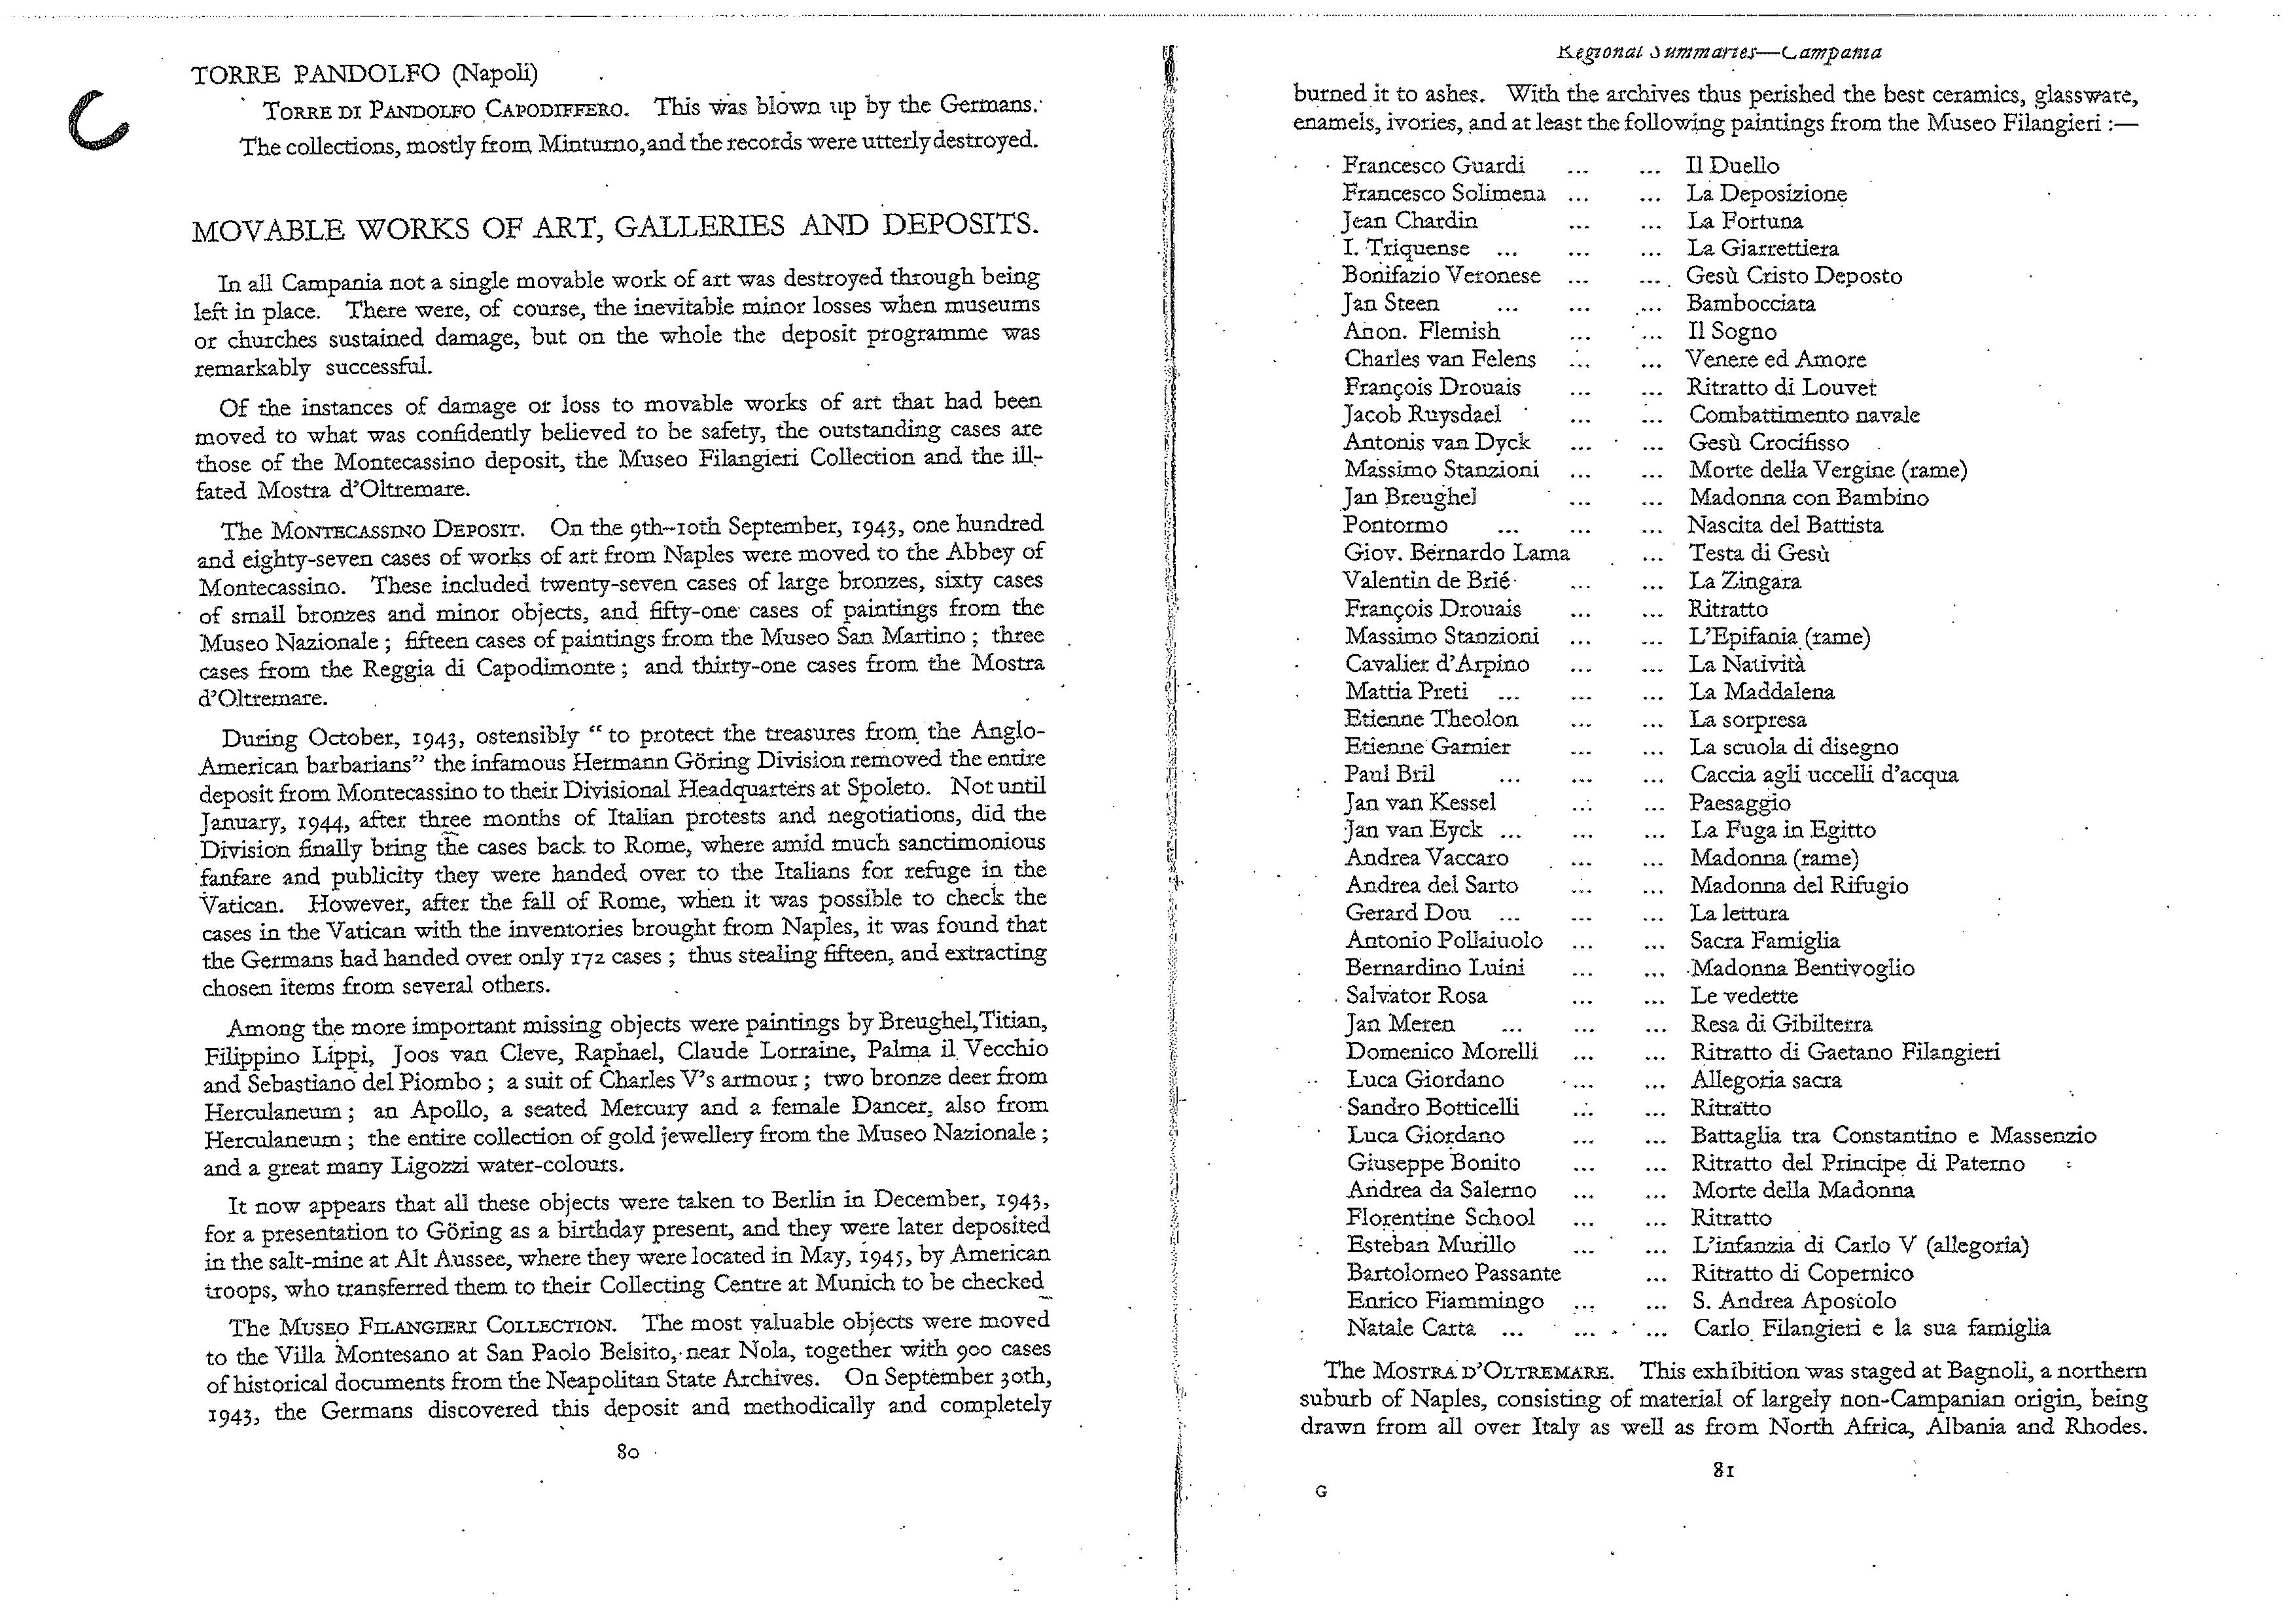 TORRE PANDOLFO (Napoli)
TORRE DI PANDOLFO CAPODIFFERO. This was blown up by the Germans.
The collections, mostly from Minturno, and the records were utterly destroyed.
MOVABLE WORKS OF ART, GALLERIES AND DEPOSITS.
In all Campania not a single movable work of art was destroyed through being
left in place. There were, of course, the inevitable minor losses when museums
or churches sustained damage, but on the whole the deposit programme was
remarkably successful.
Of the instances of damage or loss to movable works of art that had been
moved to what was confidently believed to be safety, the outstanding cases are
those of the Montecassino deposit, the Museo Filangieri Collection and the ill-
fated Mostra d'Oltremare.
The MONTECASSINO DEPOSIT. On the 9th–10th September, 1943, one hundred
and eighty-seven cases of works of art from Naples were moved to the Abbey of
Montecassino. These included twenty-seven cases of large bronzes, sixty cases
of small bronzes and minor objects, and fifty-one cases of paintings from the
Museo Nazionale; fifteen cases of paintings from the Museo San Martino; three
cases from the Reggia di Capodimonte; and thirty-one cases from the Mostra
d'Oltremare.
During October, 1943, ostensibly "to protect the treasures from the Anglo-
American barbarians" the infamous Hermann Göring Division removed the entire
deposit from Montecassino to their Divisional Headquarters at Spoleto. Not until
January, 1944, after three months of Italian protests and negotiations, did the
Division finally bring the cases back to Rome, where amid much sanctimonious
fanfare and publicity they were handed over to the Italians for refuge in the
Vatican. However, after the fall of Rome, when it was possible to check the
cases in the Vatican with the inventories brought from Naples, it was found that
the Germans had handed over only 172 cases; thus stealing fifteen, and extracting
chosen items from several others.
Among the more important missing objects were paintings by Breughel, Titian,
Filippino Lippi, Joos van Cleve, Raphael, Claude Lorraine, Palma il Vecchio
and Sebastiano del Piombo; a suit of Charles V's armour; two bronze deer from
Herculaneum; an Apollo, a seated Mercury and a female Dancer, also from
Herculaneum; the entire collection of gold jewellery from the Museo Nazionale;
and a great many Ligozzi water-colours.
It now appears that all these objects were taken to Berlin in December, 1943,
for a presentation to Göring as a birthday present, and they were later deposited
in the salt-mine at Alt Aussee, where they were located in May, 1945, by American
troops, who transferred them to their Collecting Centre at Munich to be checked
The MUSEO FILANGIERI COLLECTION. The most valuable objects were moved
to the Villa Montesano at San Paolo Belsito, near Nola, together with 900 cases
of historical documents from the Neapolitan State Archives. On September 30th,
1943, the Germans discovered this deposit and methodically and completely
80
Regional Summaries—Campania
burned it to ashes. With the archives thus perished the best ceramics, glassware,
enamels, ivories, and at least the following paintings from the Museo Filangieri :—
Francesco Guardi ... ... Il Duello
Francesco Solimena ... ... La Deposizione
Jean Chardin ... ... La Fortuna
I. Triquense ... ... ... La Giarrettiera
Bonifazio Veronese ... ... Gesù Cristo Deposto
Jan Steen ... ... ... Bambocciata
Anon. Flemish ... ... Il Sogno
Charles van Felens ... ... Venere ed Amore
François Drouais ... ... Ritratto di Louvet
Jacob Ruysdael ... ... Combattimento navale
Antonis van Dyck ... ... Gesù Crocifisso
Massimo Stanzioni ... ... Morte della Vergine (rame)
Jan Breughel ... ... Madonna con Bambino
Pontormo ... ... ... Nascita del Battista
Giov. Bernardo Lama ... Testa di Gesù
Valentin de Brié ... ... La Zingara
François Drouais ... ... Ritratto
Massimo Stanzioni ... ... L'Epifania (rame)
Cavalier d'Arpino ... ... La Natività
Mattia Preti ... ... ... La Maddalena
Etienne Theolon ... ... La sorpresa
Etienne Garnier ... ... La scuola di disegno
Paul Bril ... ... ... Caccia agli uccelli d'acqua
Jan van Kessel ... ... Paesaggio
Jan van Eyck ... ... ... La Fuga in Egitto
Andrea Vaccaro ... ... Madonna (rame)
Andrea del Sarto ... ... Madonna del Rifugio
Gerard Dou ... ... ... La lettura
Antonio Pollaiuolo ... ... Sacra Famiglia
Bernardino Luini ... ... Madonna Bentivoglio
Salvator Rosa ... ... Le vedette
Jan Meren ... ... ... Resa di Gibilterra
Domenico Morelli ... ... Ritratto di Gaetano Filangieri
Luca Giordano ... ... Allegoria sacra
Sandro Botticelli ... ... Ritratto
Luca Giordano ... ... Battaglia tra Constantino e Massenzio
Giuseppe Bonito ... ... Ritratto del Principe di Paterno
Andrea da Salerno ... ... Morte della Madonna
Florentine School ... ... Ritratto
Esteban Murillo ... ... L'infanzia di Carlo V (allegoria)
Bartolomeo Passante ... Ritratto di Copernico
Enrico Fiammingo ... ... S. Andrea Apostolo
Natale Carta ... ... ... Carlo Filangieri e la sua famiglia
The MOSTRA D'OLTREMARE. This exhibition was staged at Bagnoli, a northern
suburb of Naples, consisting of material of largely non-Campanian origin, being
drawn from all over Italy as well as from North Africa, Albania and Rhodes.
81
G